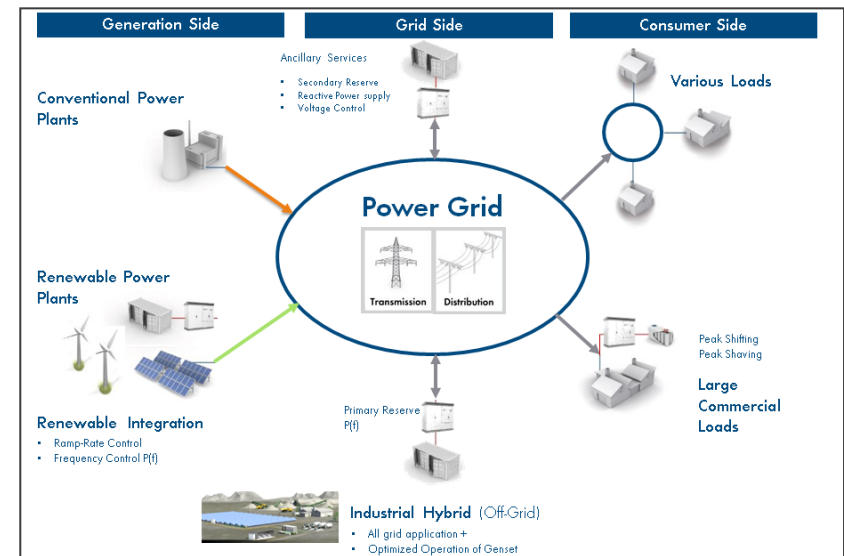 Generation Side
Grid Side
Consumer Side
Ancillary Services
▪ Secondary Reserve
▪ Reactive Power supply
▪ Voltage Control
Conventional Power
Plants
Various Loads
Power Grid
Transmission
Distribution
Renewable Power
Plants
Peak Shifting
Peak Shaving
Large
Commercial
Loads
Primary Reserve
P(f)
Renewable Integration
▪ Ramp-Rate Control
▪ Frequency Control P(f)
Industrial Hybrid (Off-Grid)
▪ All grid application +
▪ Optimized Operation of Genset